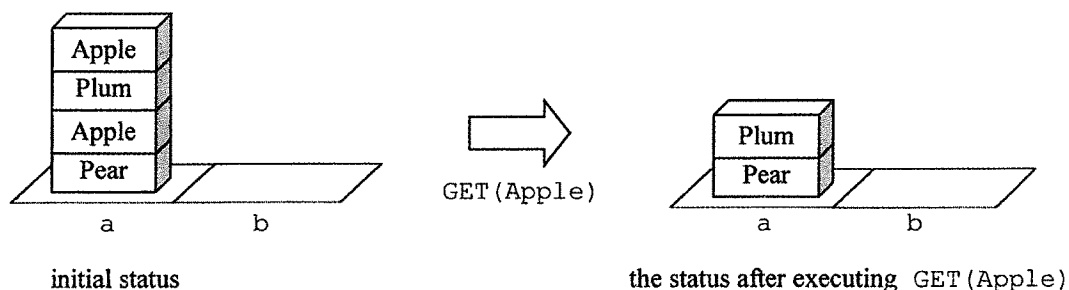 Apple
Plum
Apple
Pear
a b
initial status
GET(Apple)
Plum
Pear
a b
the status after executing GET(Apple)